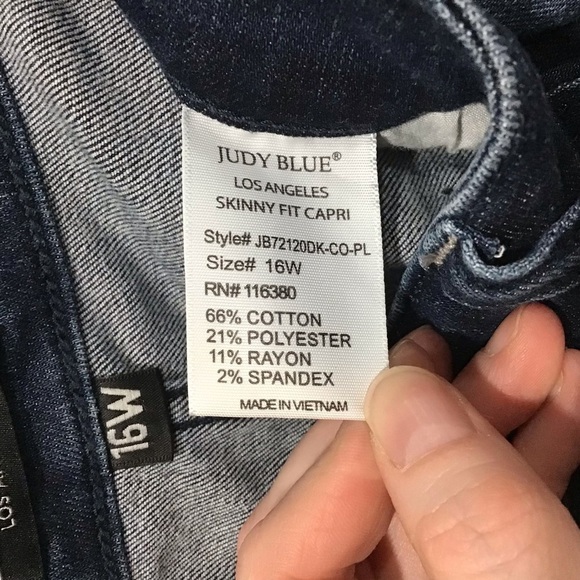 JUDY BLUE®
LOS ANGELES
SKINNY FIT CAPRI
Style# JB72120DK-CO-PL
Size# 16W
RN# 116380
66% COTTON
21% POLYESTER
11% RAYON
2% SPANDEX
MADE IN VIETNAM
16W
LOS